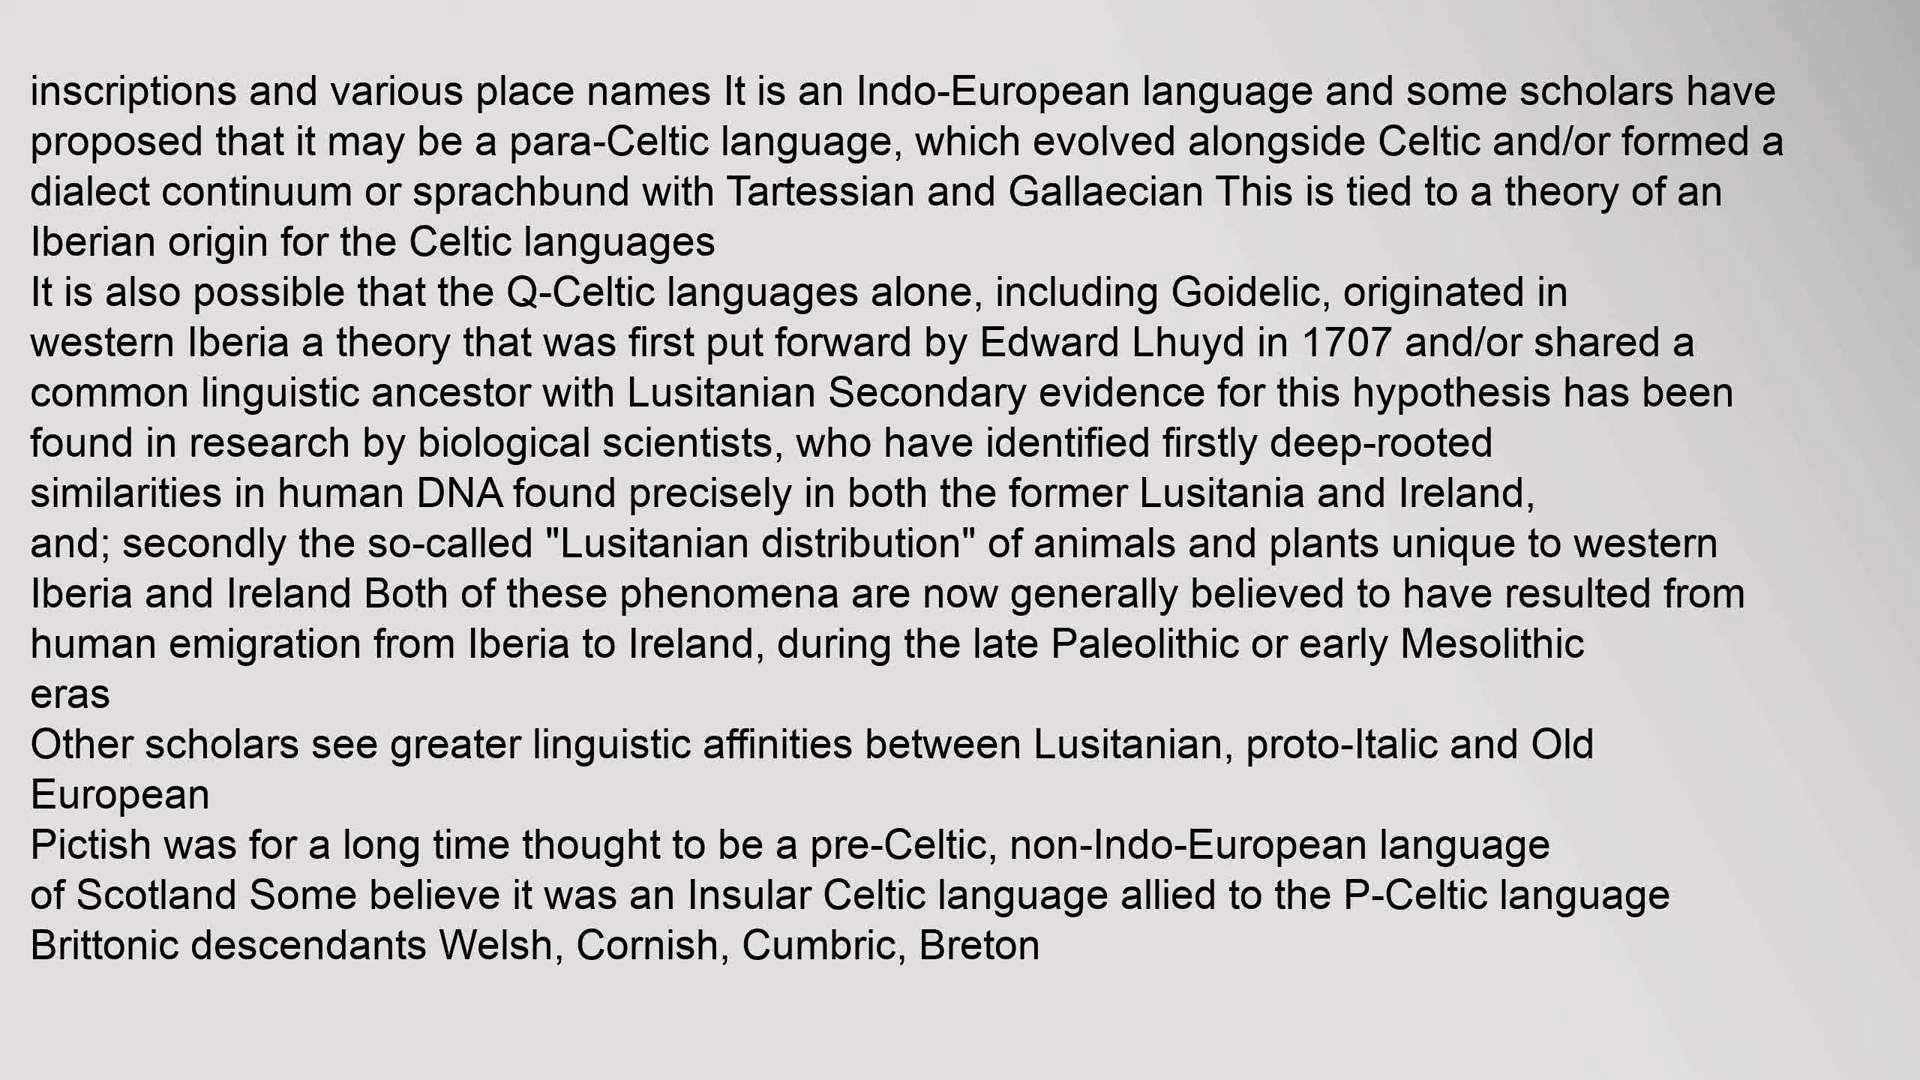 inscriptions and various place names It is an Indo-European language and some scholars have
proposed that it may be a para-Celtic language, which evolved alongside Celtic and/or formed a
dialect continuum or sprachbund with Tartessian and Gallaecian This is tied to a theory of an
Iberian origin for the Celtic languages
It is also possible that the Q-Celtic languages alone, including Goidelic, originated in
western Iberia a theory that was first put forward by Edward Lhuyd in 1707 and/or shared a
common linguistic ancestor with Lusitanian Secondary evidence for this hypothesis has been
found in research by biological scientists, who have identified firstly deep-rooted
similarities in human DNA found precisely in both the former Lusitania and Ireland,
and; secondly the so-called "Lusitanian distribution" of animals and plants unique to western
Iberia and Ireland Both of these phenomena are now generally believed to have resulted from
human emigration from Iberia to Ireland, during the late Paleolithic or early Mesolithic
eras
Other scholars see greater linguistic affinities between Lusitanian, proto-Italic and Old
European
Pictish was for a long time thought to be a pre-Celtic, non-Indo-European language
of Scotland Some believe it was an Insular Celtic language allied to the P-Celtic language
Brittonic descendants Welsh, Cornish, Cumbric, Breton